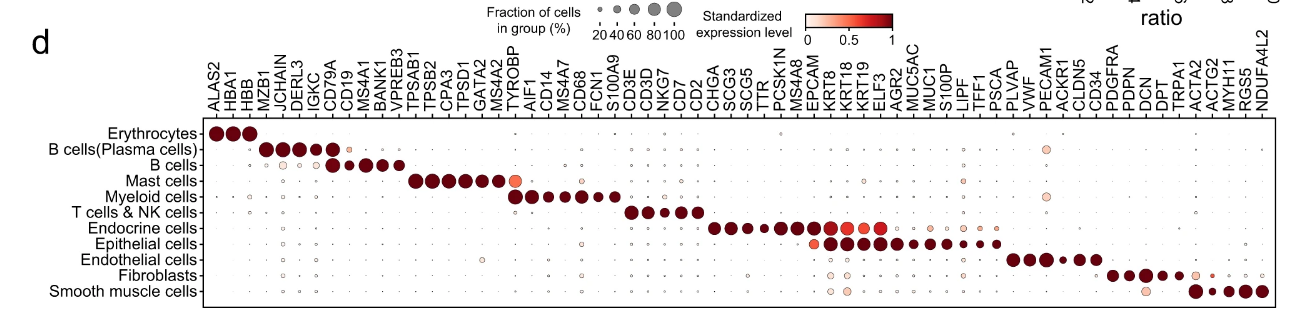 ratio
Fraction of cells
in group (%)
20 40 60 80 100
Standardized
expression level
0 0.5 1
d
ALAS2
HBA1
HBB
MZB1
JCHAIN
DERL3
IGKC
CD79A
CD19
MS4A1
BANK1
VPREB3
TPSAB1
TPSB2
CPA3
TPSD1
GATA2
MS4A2
TYROBP
AIF1
CD14
MS4A7
CD68
FCN1
S100A9
CD3E
CD3D
NKG7
CD7
CD2
CHGA
SCG3
SCG5
TTR
PCSK1N
MS4A8
EPCAM
KRT8
KRT18
KRT19
ELF3
AGR2
MUC5AC
MUC1
S100P
LIPF
TFF1
PSCA
PLVAP
VWF
PECAM1
ACKR1
CLDN5
CD34
PDGFRA
PDPN
DCN
DPT
TRPA1
ACTA2
ACTG2
MYH11
RGS5
NDUFA4L2
Erythrocytes
B cells(Plasma cells)
B cells
Mast cells
Myeloid cells
T cells & NK cells
Endocrine cells
Epithelial cells
Endothelial cells
Fibroblasts
Smooth muscle cells